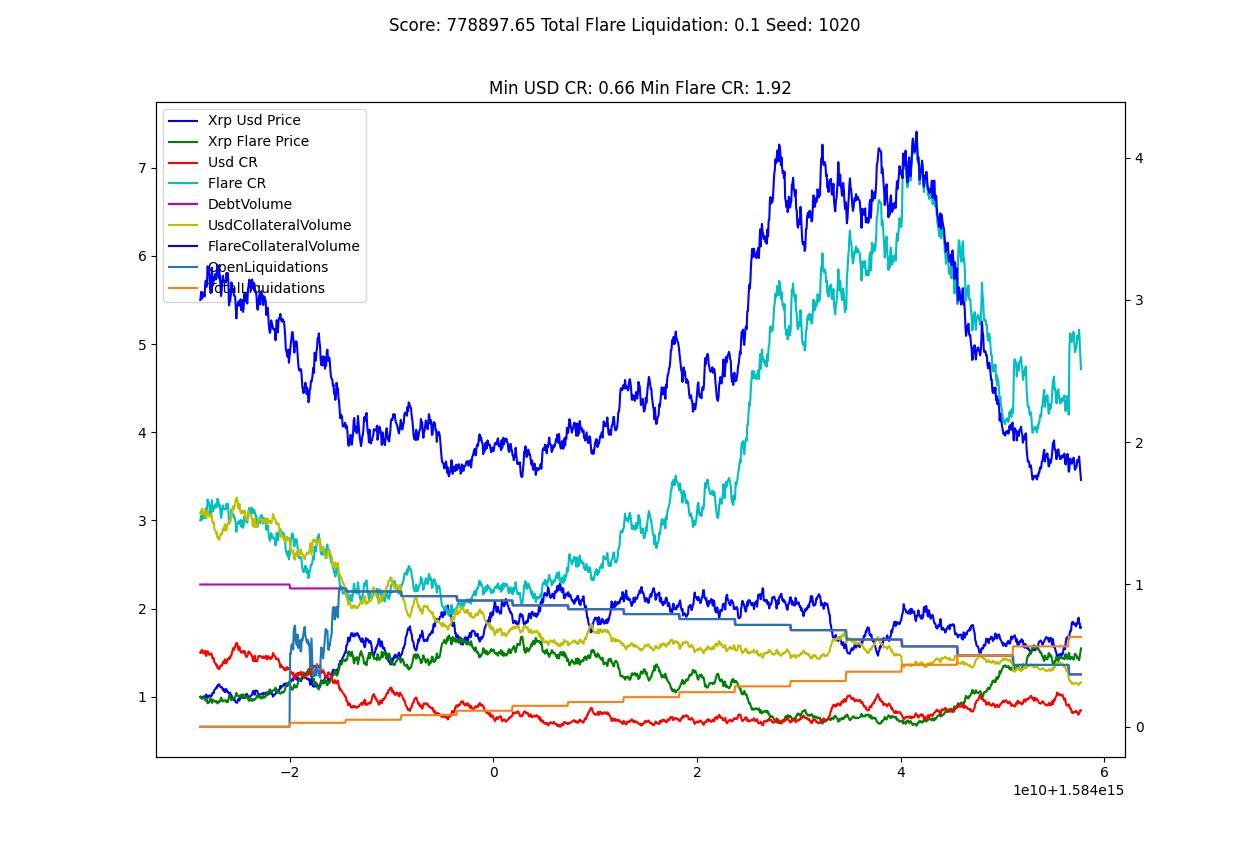 Score: 778897.65 Total Flare Liquidation: 0.1 Seed: 1020
Min USD CR: 0.66 Min Flare CR: 1.92
Xrp Usd Price
Xrp Flare Price
Usd CR
Flare CR
DebtVolume
UsdCollateralVolume
FlareCollateralVolume
OpenLiquidations
TotalLiquidations
7
6
5
4
3
2
1
4
3
2
1
0
−2
0
2
4
6
1e10+1.584e15